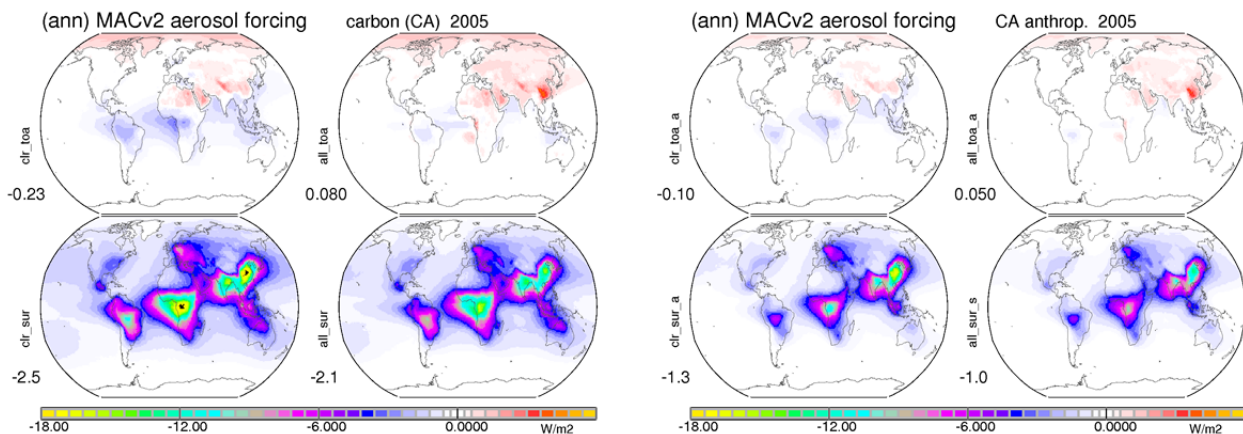 (ann) MACv2 aerosol forcing carbon (CA) 2005
clr_toa
-0.23
all_toa
0.080
clr_sur
-2.5
all_sur
-2.1
-18.00 -12.00 -6.000 0.0000 W/m2
(ann) MACv2 aerosol forcing CA anthrop. 2005
clr_toa_a
-0.10
all_toa_a
0.050
clr_sur_a
-1.3
all_sur_s
-1.0
-18.00 -12.00 -6.000 0.0000 W/m2